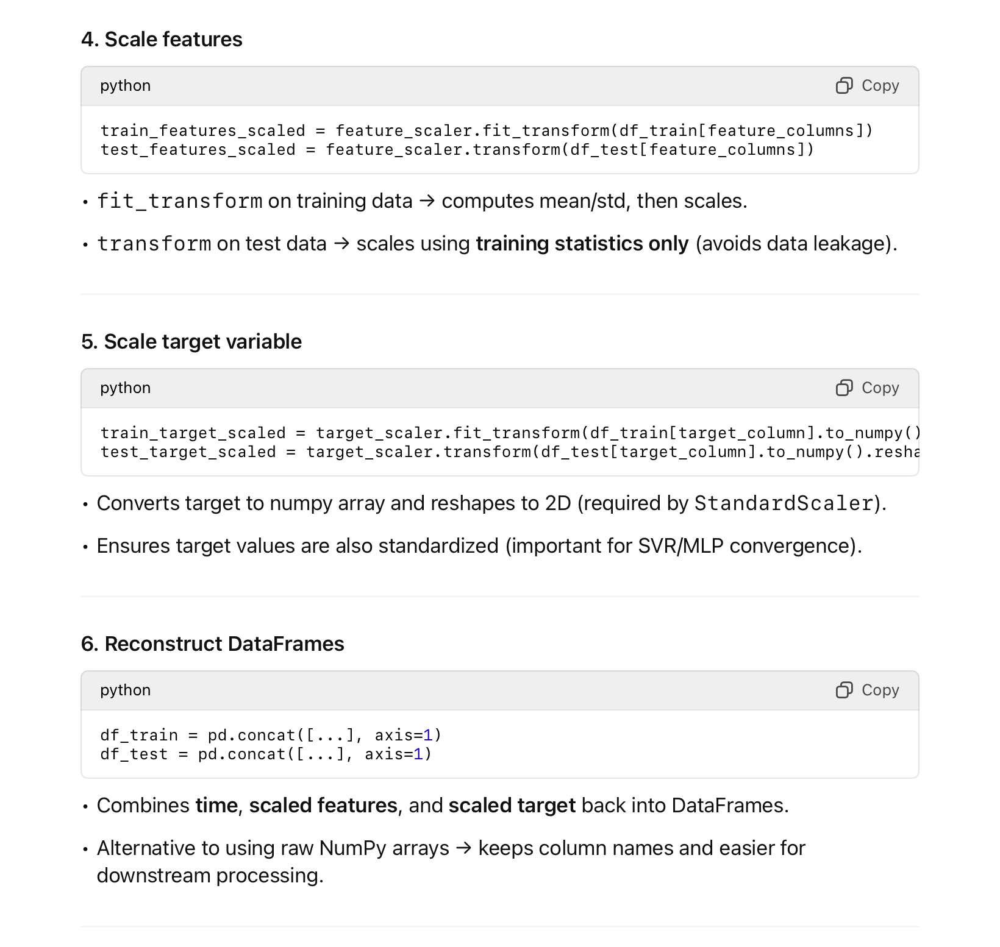 4. Scale features
python
Copy
train_features_scaled = feature_scaler.fit_transform(df_train[feature_columns])
test_features_scaled = feature_scaler.transform(df_test[feature_columns])
• fit_transform on training data → computes mean/std, then scales.
• transform on test data → scales using training statistics only (avoids data leakage).
5. Scale target variable
python
Copy
train_target_scaled = target_scaler.fit_transform(df_train[target_column].to_numpy()
test_target_scaled = target_scaler.transform(df_test[target_column].to_numpy().resha
• Converts target to numpy array and reshapes to 2D (required by StandardScaler).
• Ensures target values are also standardized (important for SVR/MLP convergence).
6. Reconstruct DataFrames
python
Copy
df_train = pd.concat([...], axis=1)
df_test = pd.concat([...], axis=1)
• Combines time, scaled features, and scaled target back into DataFrames.
• Alternative to using raw NumPy arrays → keeps column names and easier for
downstream processing.